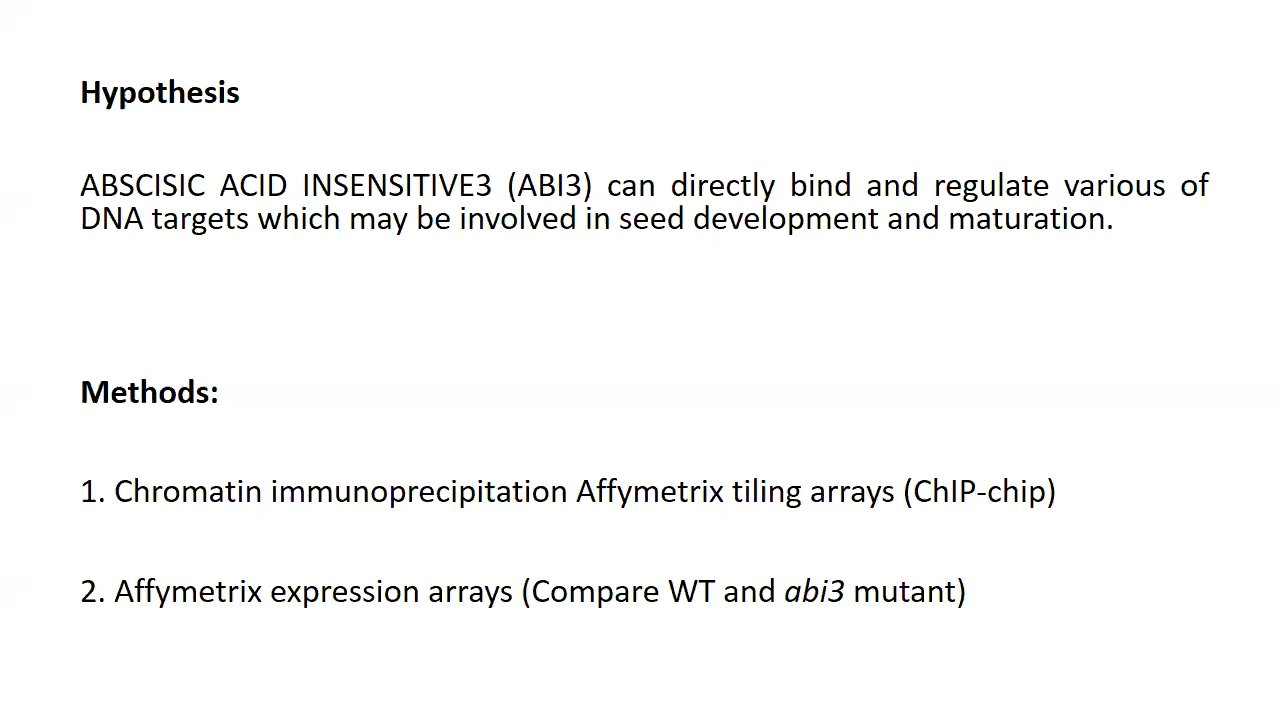 Hypothesis
ABSCISIC ACID INSENSITIVE3 (ABI3) can directly bind and regulate various of
DNA targets which may be involved in seed development and maturation.
Methods:
1. Chromatin immunoprecipitation Affymetrix tiling arrays (ChIP-chip)
2. Affymetrix expression arrays (Compare WT and abi3 mutant)